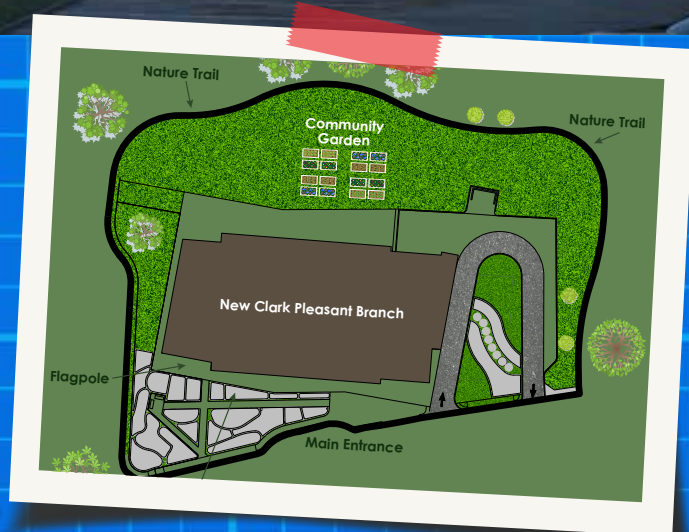 Nature Trail
Nature Trail
Community
Garden
New Clark Pleasant Branch
Flagpole
Main Entrance